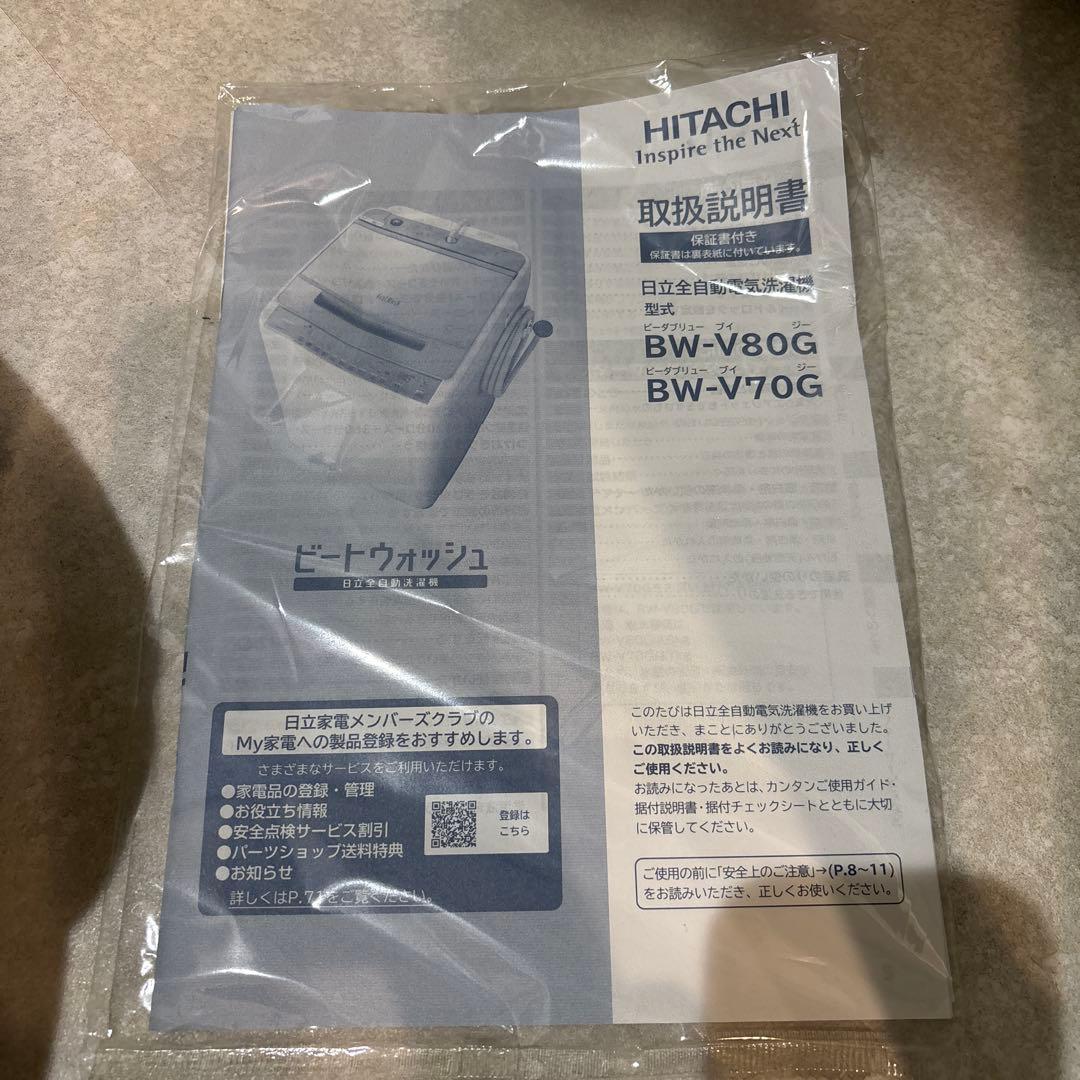 HITACHI
Inspire the Next
取扱説明書
保証書付き
保証書は裏表紙に付いています。
日立全自動電気洗濯機
型式
ビーダブリュー ブイ ジー
BW-V80G
ビーダブリュー ブイ ジー
BW-V70G
ビートウォッシュ
日立全自動洗濯機
日立家電メンバーズクラブの
My家電への製品登録をおすすめします。
さまざまなサービスをご利用いただけます。
●家電品の登録・管理
●お役立ち情報
●安全点検サービス割引
●パーツショップ送料特典
●お知らせ
登録は
こちら
詳しくはP.71をご覧ください。
このたびは日立全自動電気洗濯機をお買い上げ
いただき、まことにありがとうございました。
この取扱説明書をよくお読みになり、正しく
ご使用ください。
お読みになったあとは、カンタンご使用ガイド・
据付説明書・据付チェックシートとともに大切
に保管してください。
ご使用の前に「安全上のご注意」→(P.8~11)
をお読みいただき、正しくお使いください。